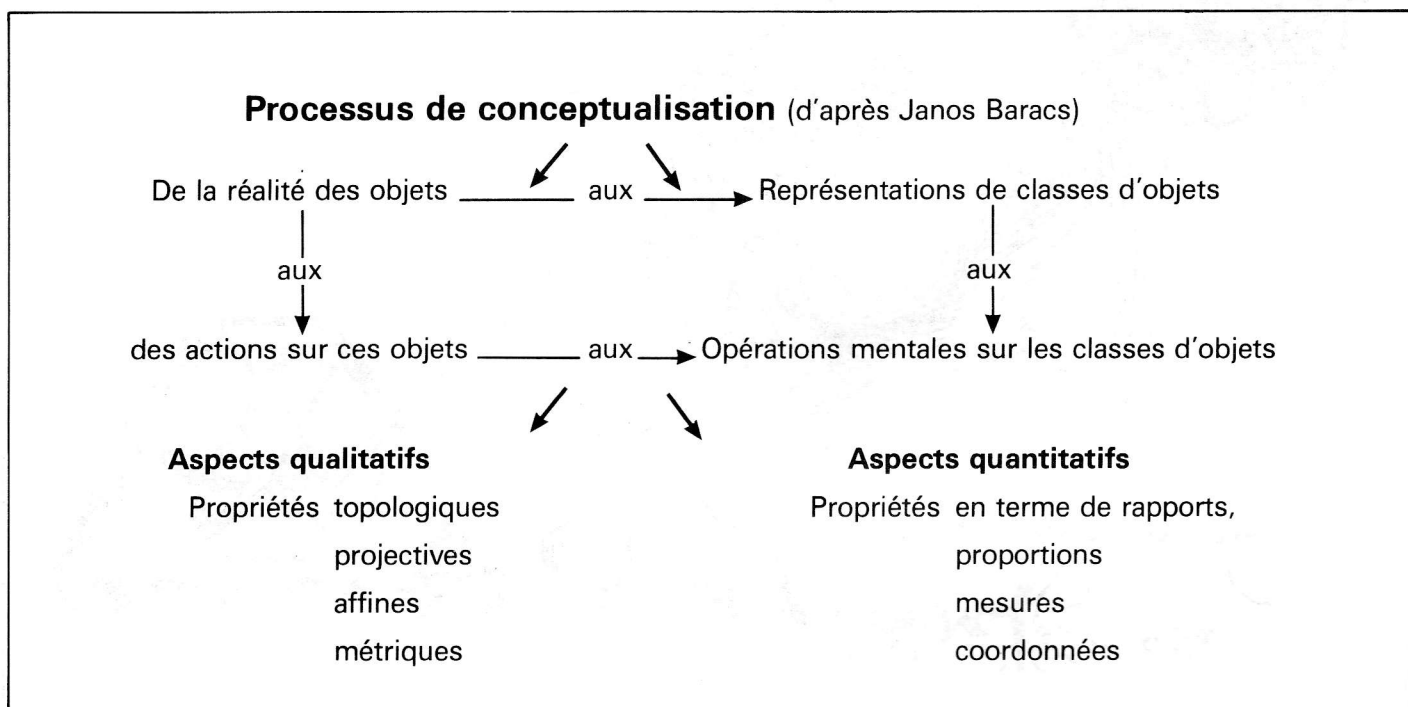 Processus de conceptualisation (d'après Janos Baracs)
De la réalité des objets aux Représentations de classes d'objets
aux aux
des actions sur ces objets aux Opérations mentales sur les classes d'objets
Aspects qualitatifs Aspects quantitatifs
Propriétés topologiques Propriétés en terme de rapports,
projectives proportions
affines mesures
métriques coordonnées